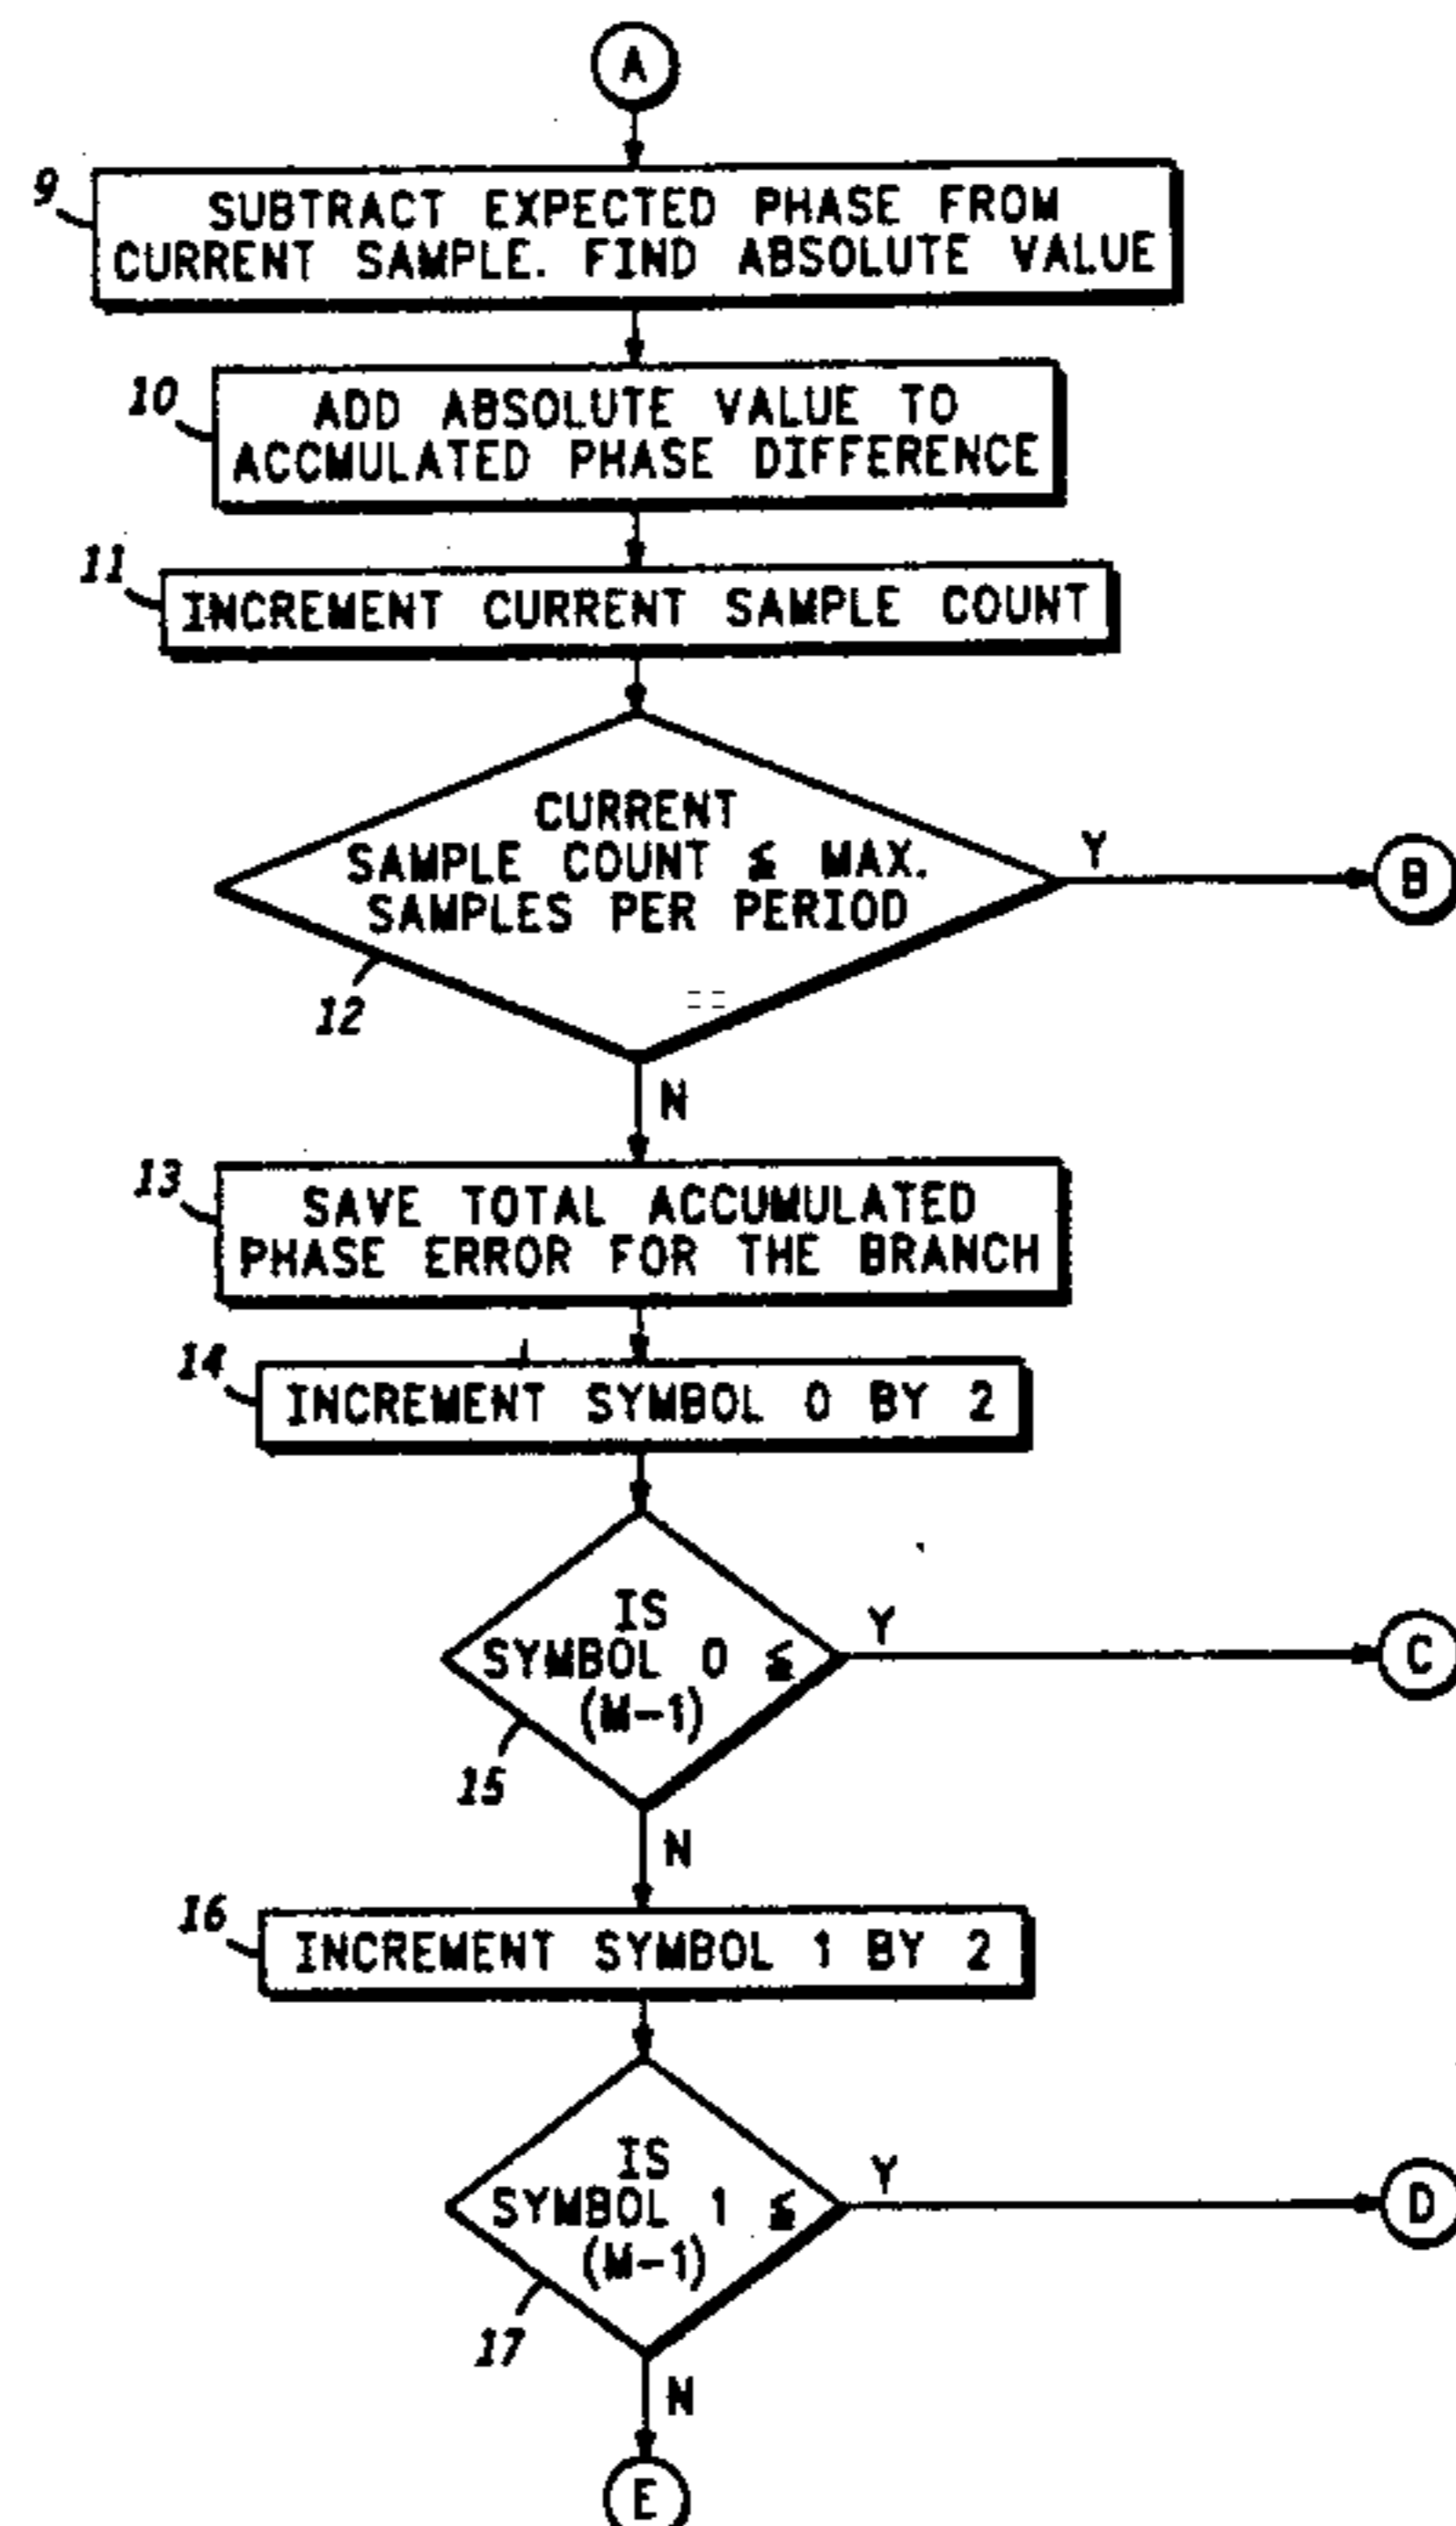 A
9
SUBTRACT EXPECTED PHASE FROM
CURRENT SAMPLE. FIND ABSOLUTE VALUE
10
ADD ABSOLUTE VALUE TO
ACCMULATED PHASE DIFFERENCE
11
INCREMENT CURRENT SAMPLE COUNT
CURRENT
SAMPLE COUNT ≦ MAX.
SAMPLES PER PERIOD
Y
B
12
N
13
SAVE TOTAL ACCUMULATED
PHASE ERROR FOR THE BRANCH
14
INCREMENT SYMBOL 0 BY 2
IS
SYMBOL 0 ≦
(M-1)
Y
C
15
N
16
INCREMENT SYMBOL 1 BY 2
IS
SYMBOL 1 ≦
(M-1)
Y
D
17
N
E